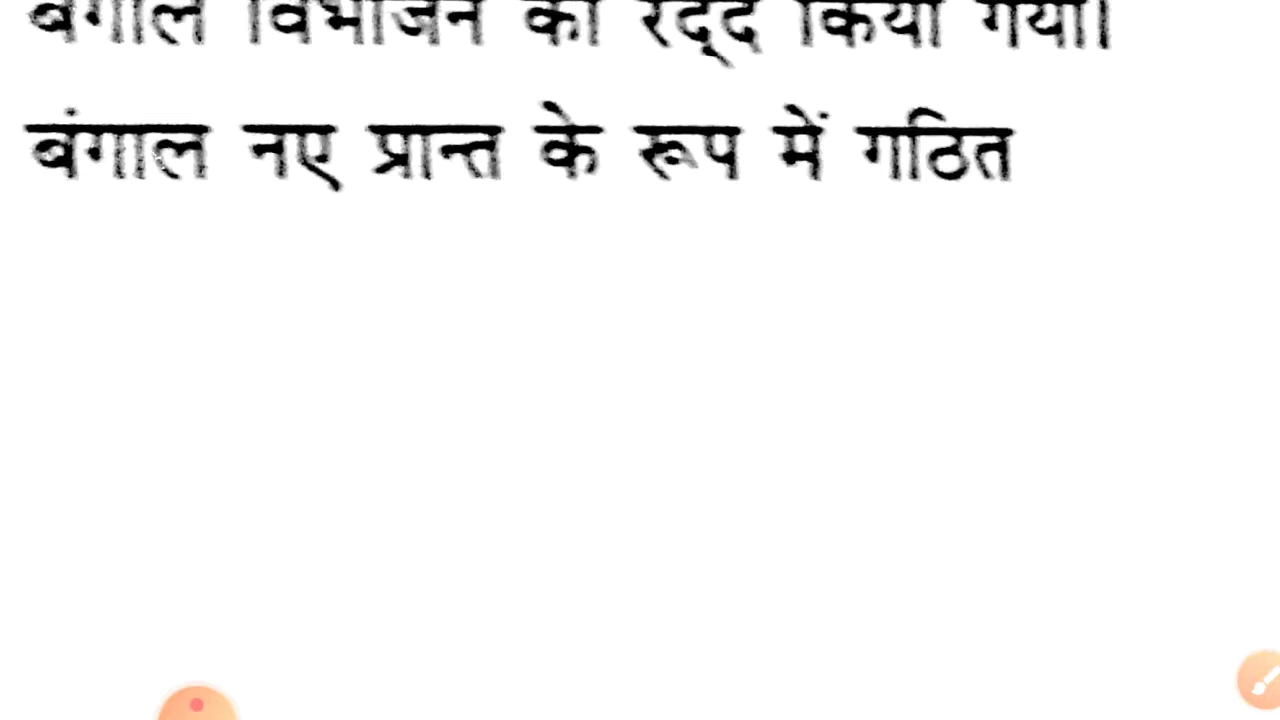 बंगाल विभाजन को रद्द किया गया।
बंगाल नए प्रान्त के रूप में गठित